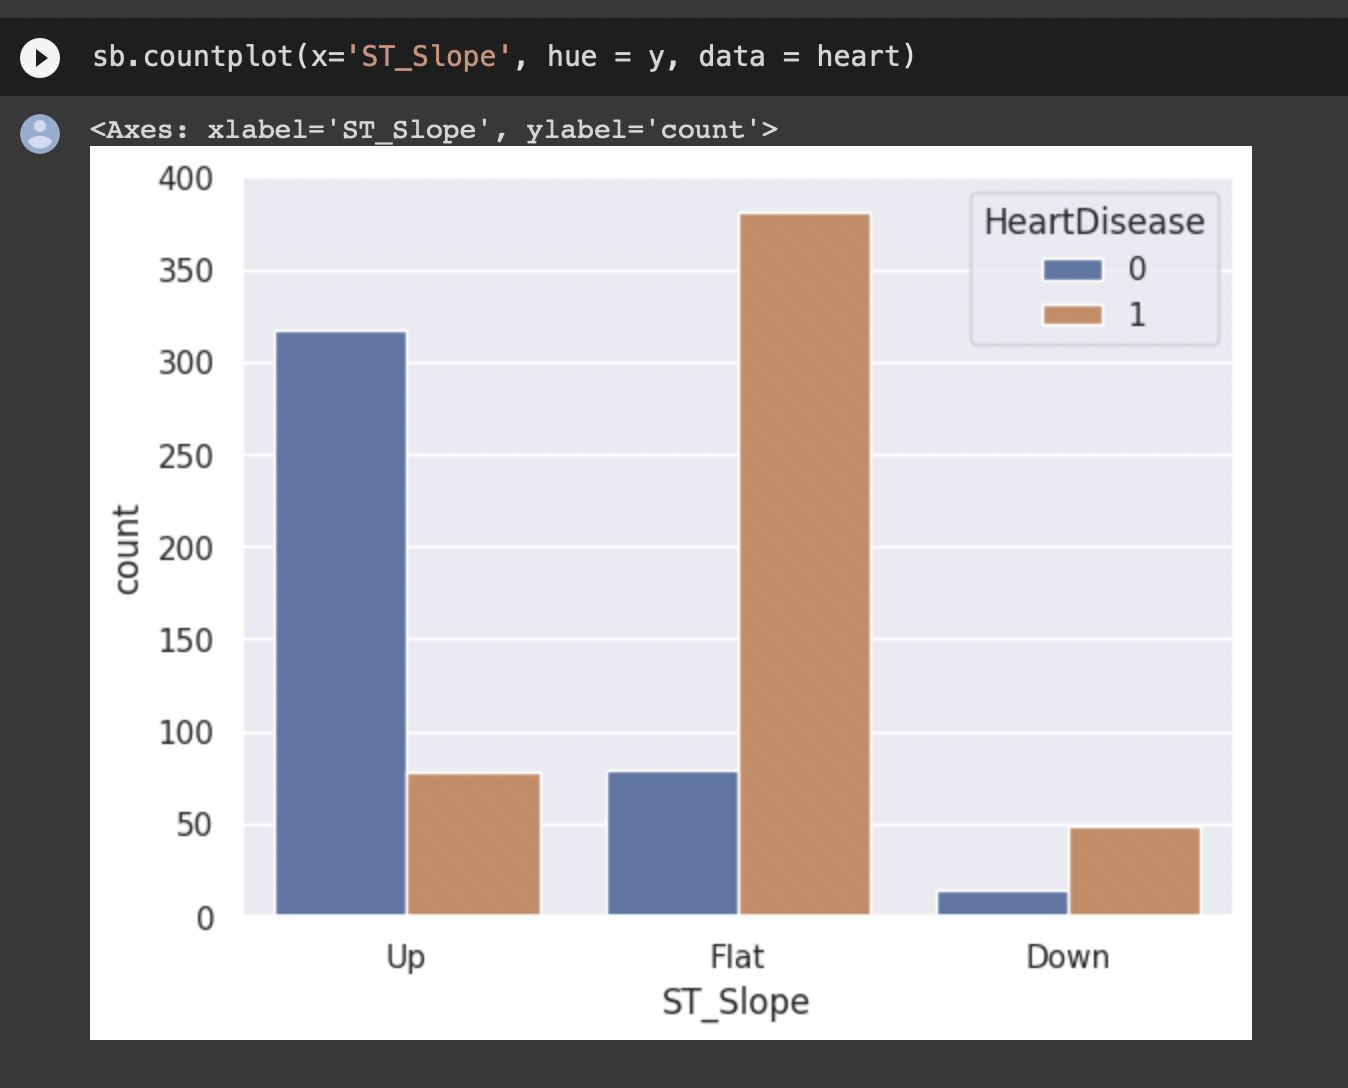 sb.countplot(x='ST_Slope', hue = y, data = heart)
<Axes: xlabel='ST_Slope', ylabel='count'>
400
350
300
250
200
150
100
50
0
count
HeartDisease
0
1
Up Flat Down
ST_Slope